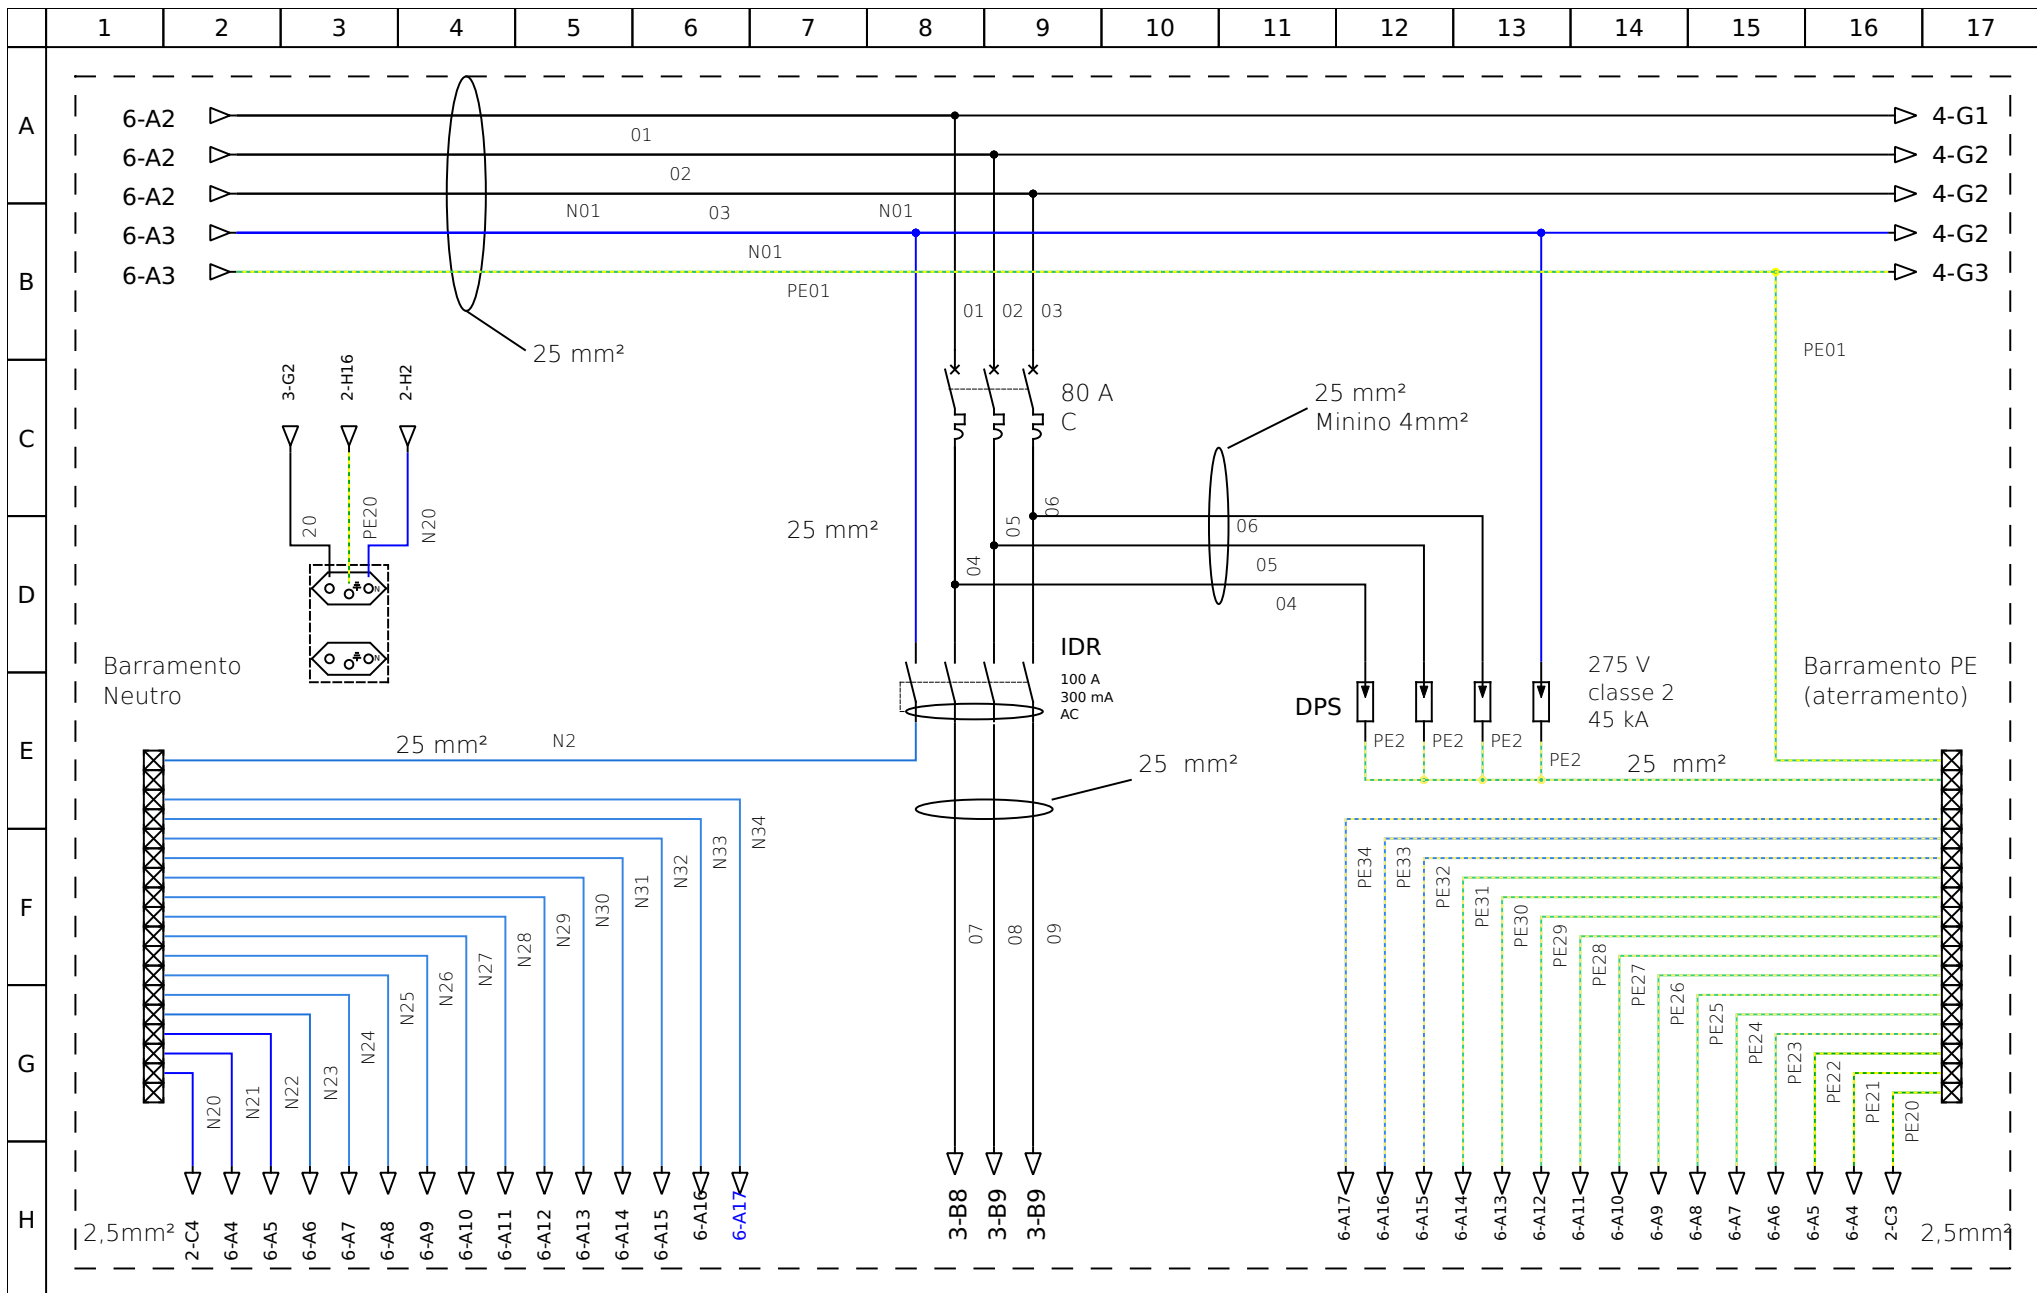 1 2 3 4 5 6 7 8 9 10 11 12 13 14 15 16 17
A
6-A2
4-G1
01
6-A2
4-G2
02
6-A2
4-G2
N01 03 N01
6-A3
4-G2
N01
B
6-A3
4-G3
PE01
01 02 03
25 mm²
PE01
3-G2
2-H16
2-H2
80 A
C
25 mm²
Minino 4mm²
C
20
PE20
N20
25 mm²
04
05
06
06
05
04
D
N
N
IDR
100 A
300 mA
AC
Barramento
Neutro
DPS
275 V
classe 2
45 kA
Barramento PE
(aterramento)
E
25 mm²
N2
PE2
PE2
PE2
PE2
25 mm²
25 mm²
F
N34
N33
N32
N31
N30
N29
N28
N27
N26
N25
N24
N23
N22
N21
N20
07
08
09
PE34
PE33
PE32
PE31
PE30
PE29
PE28
PE27
PE26
PE25
PE24
PE23
PE22
PE21
PE20
G
H
2,5mm²
2-C4
6-A4
6-A5
6-A6
6-A7
6-A8
6-A9
6-A10
6-A11
6-A12
6-A13
6-A14
6-A15
6-A16
6-A17
3-B8
3-B9
3-B9
6-A17
6-A16
6-A15
6-A14
6-A13
6-A12
6-A11
6-A10
6-A9
6-A8
6-A7
6-A6
6-A5
6-A4
2-C3
2,5mm²